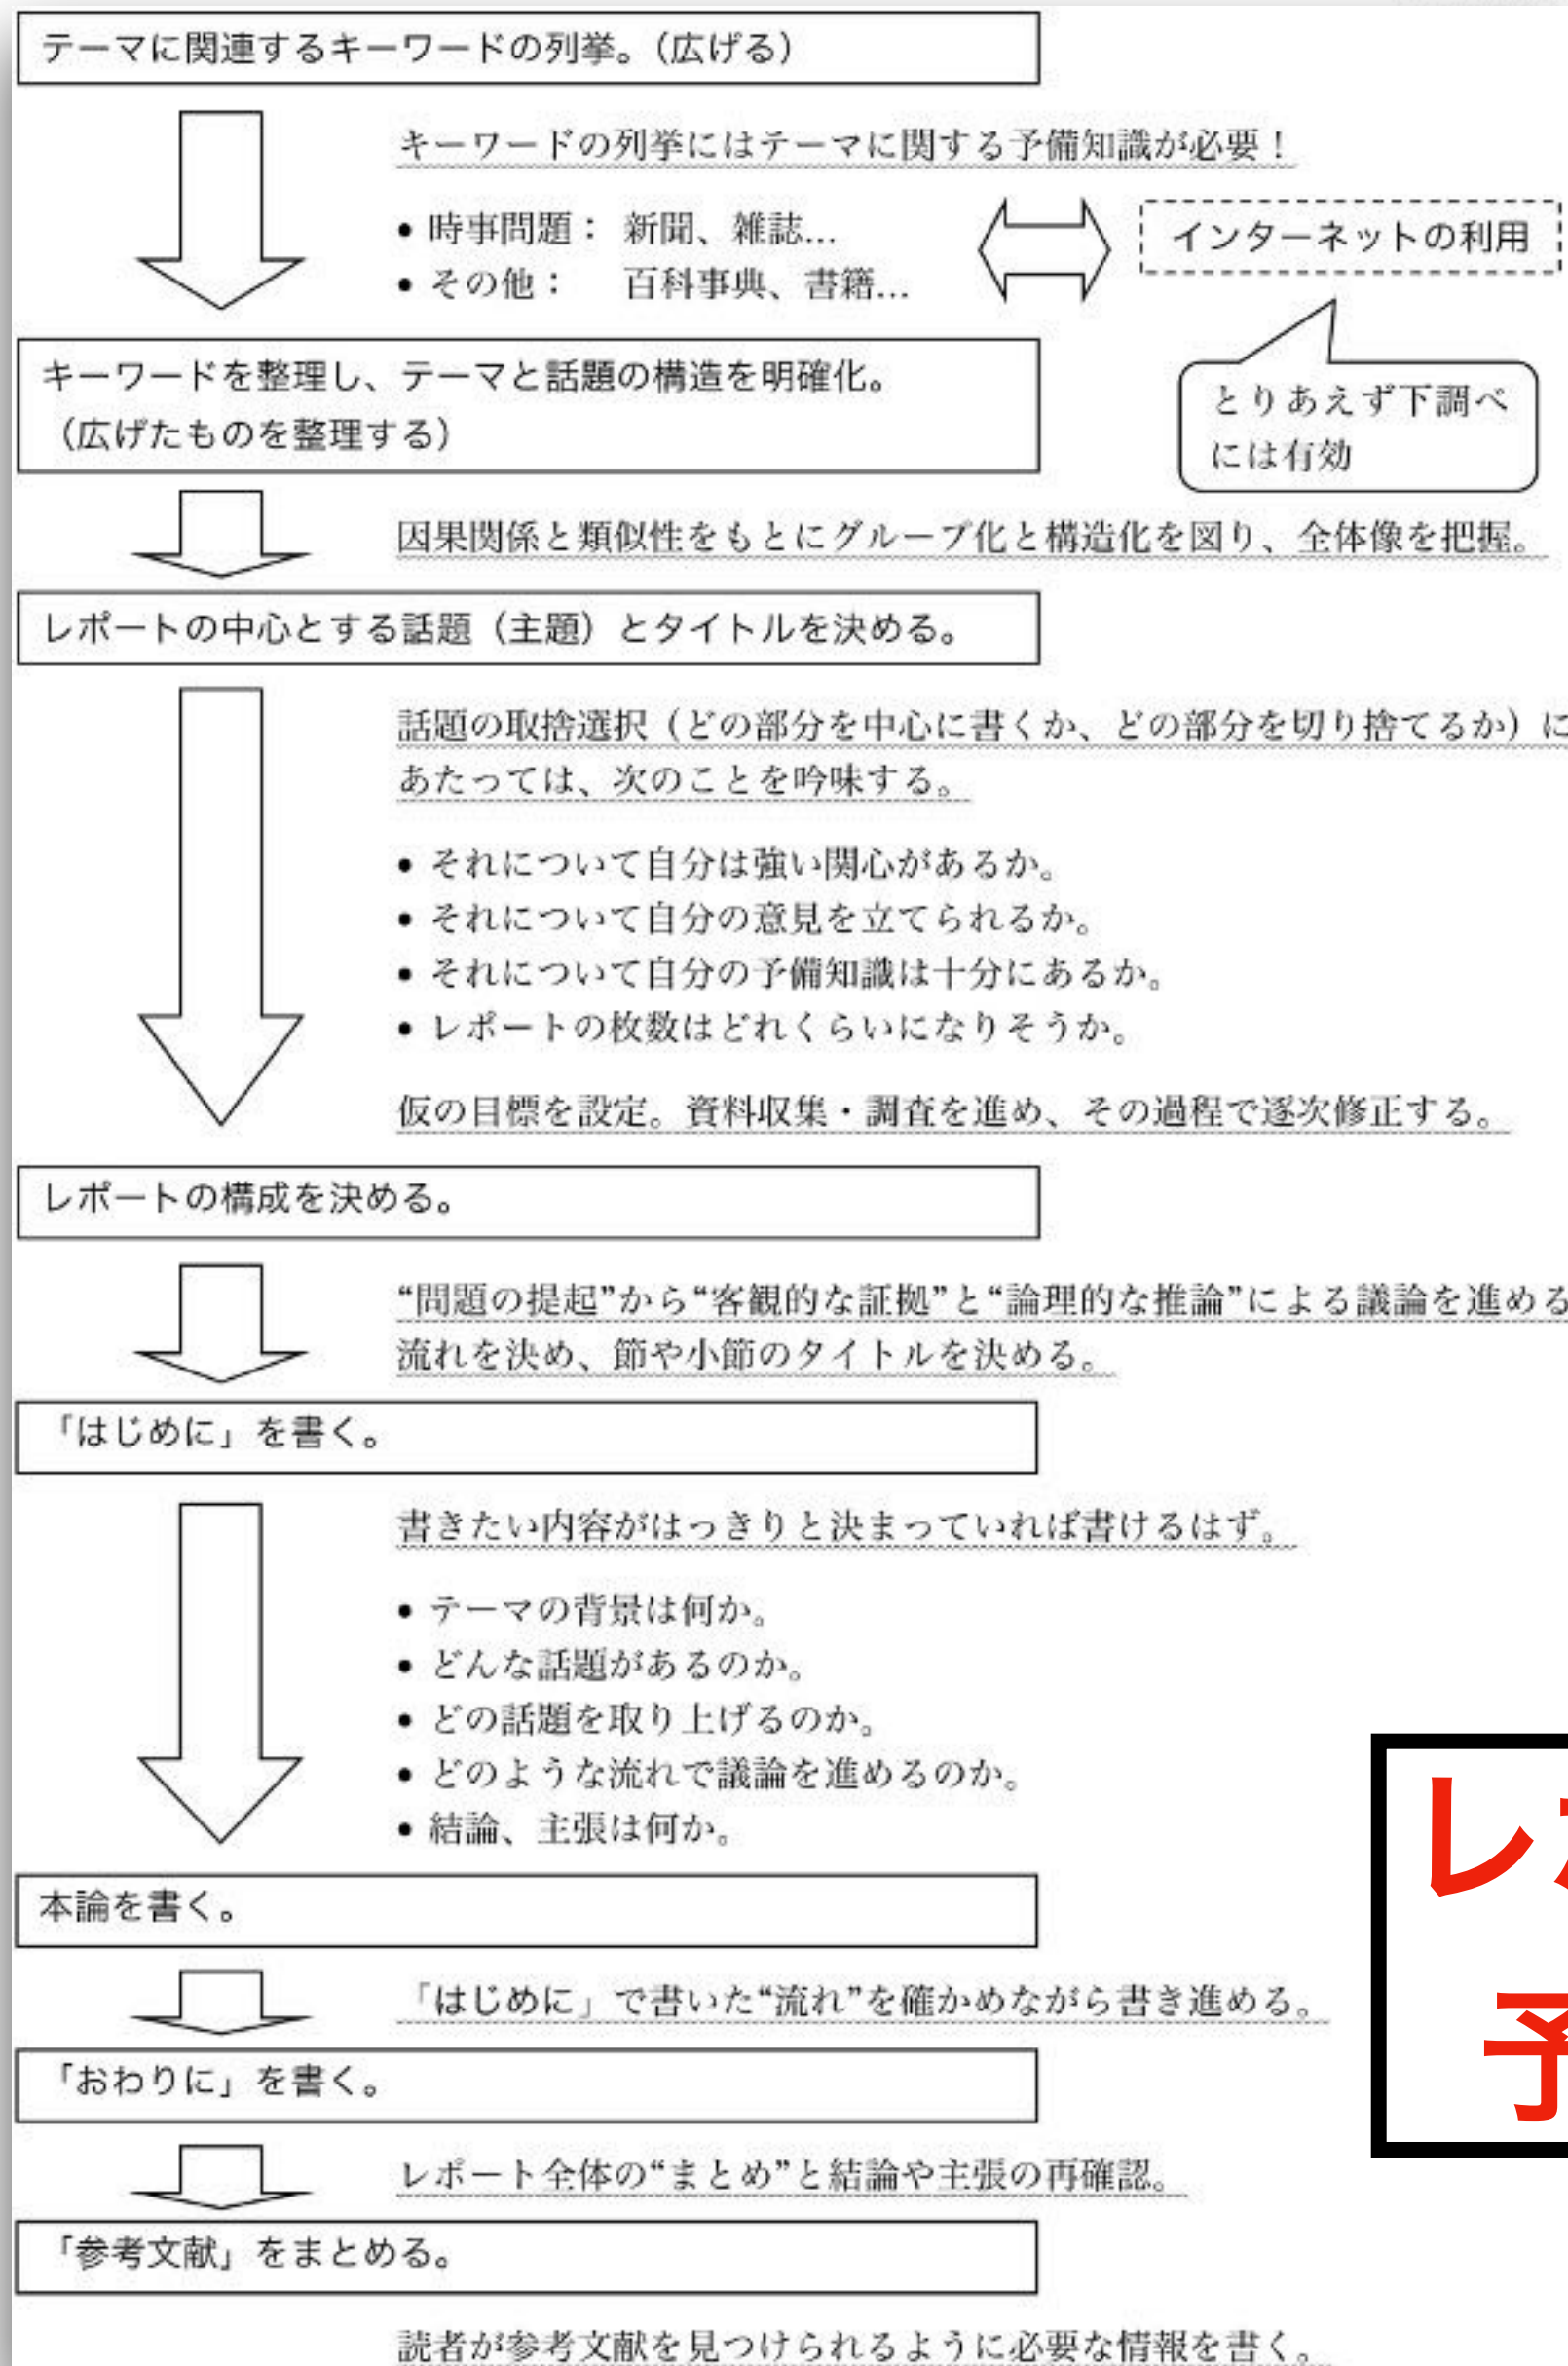 テーマに関連するキーワードの列挙。（広げる）
キーワードの列挙にはテーマに関する予備知識が必要！
• 時事問題： 新聞、雑誌…
• その他： 百科事典、書籍…
インターネットの利用
とりあえず下調べ
には有効
キーワードを整理し、テーマと話題の構造を明確化。
（広げたものを整理する）
因果関係と類似性をもとにグループ化と構造化を図り、全体像を把握。
レポートの中心とする話題（主題）とタイトルを決める。
話題の取捨選択（どの部分を中心に書くか、どの部分を切り捨てるか）に
あたっては、次のことを吟味する。
• それについて自分は強い関心があるか。
• それについて自分の意見を立てられるか。
• それについて自分の予備知識は十分にあるか。
• レポートの枚数はどれくらいになりそうか。
仮の目標を設定。資料収集・調査を進め、その過程で逐次修正する。
レポートの構成を決める。
“問題の提起”から“客観的な証拠”と“論理的な推論”による議論を進める
流れを決め、節や小節のタイトルを決める。
「はじめに」を書く。
書きたい内容がはっきりと決まっていれば書けるはず。
• テーマの背景は何か。
• どんな話題があるのか。
• どの話題を取り上げるのか。
• どのような流れで議論を進めるのか。
• 結論、主張は何か。
本論を書く。
「はじめに」で書いた“流れ”を確かめながら書き進める。
「おわりに」を書く。
レポート全体の“まとめ”と結論や主張の再確認。
「参考文献」をまとめる。
読者が参考文献を見つけられるように必要な情報を書く。
レ